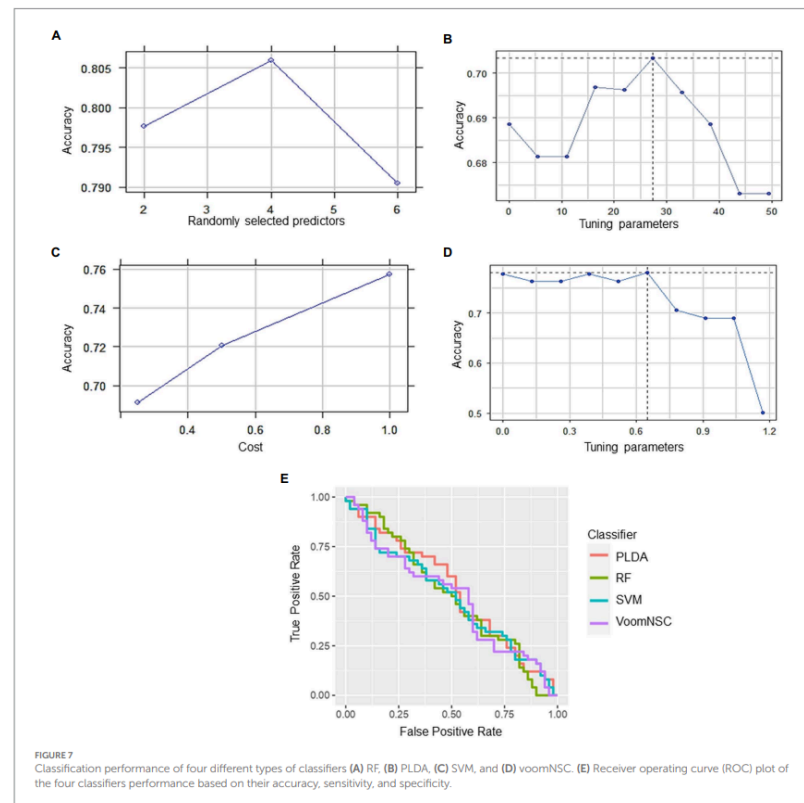 A
0.805
0.800
0.795
0.790
Accuracy
2 3 4 5 6
Randomly selected predictors
B
0.70
0.69
0.68
Accuracy
0 10 20 30 40 50
Tuning parameters
C
0.76
0.74
0.72
0.70
Accuracy
0.4 0.6 0.8 1.0
Cost
D
0.7
0.6
0.5
Accuracy
0.0 0.3 0.6 0.9 1.2
Tuning parameters
E
1.00
0.75
0.50
0.25
0.00
True Positive Rate
0.00 0.25 0.50 0.75 1.00
False Positive Rate
Classifier
PLDA
RF
SVM
VoomNSC
FIGURE 7
Classification performance of four different types of classifiers (A) RF, (B) PLDA, (C) SVM, and (D) voomNSC. (E) Receiver operating curve (ROC) plot of
the four classifiers performance based on their accuracy, sensitivity, and specificity.